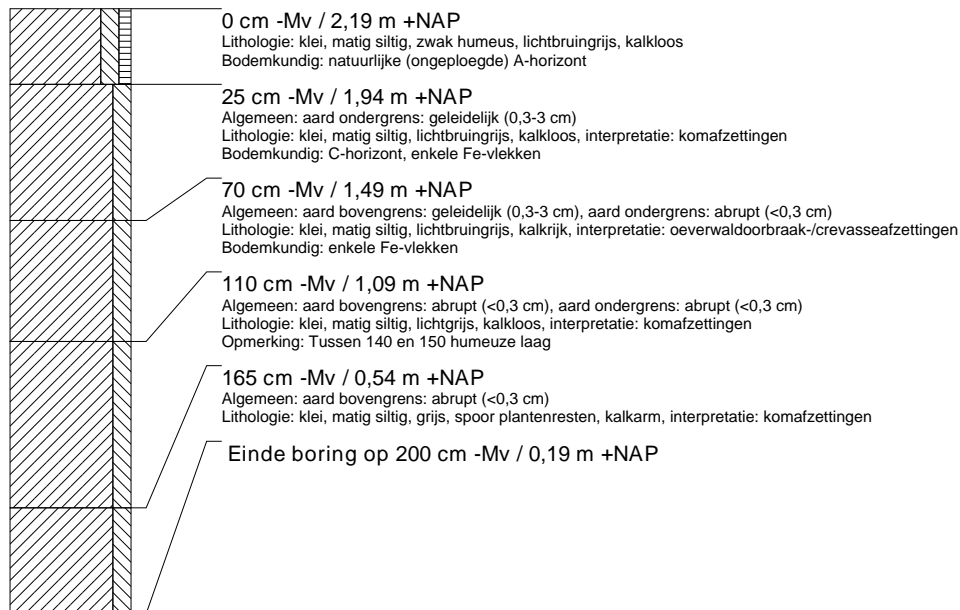 0 cm -Mv / 2,19 m +NAP
Lithologie: klei, matig siltig, zwak humeus, lichtbruingrijs, kalkloos
Bodemkundig: natuurlijke (ongeploegde) A-horizont
25 cm -Mv / 1,94 m +NAP
Algemeen: aard ondergrens: geleidelijk (0,3-3 cm)
Lithologie: klei, matig siltig, lichtbruingrijs, kalkloos, interpretatie: komafzettingen
Bodemkundig: C-horizont, enkele Fe-vlekken
70 cm -Mv / 1,49 m +NAP
Algemeen: aard bovengrens: geleidelijk (0,3-3 cm), aard ondergrens: abrupt (<0,3 cm)
Lithologie: klei, matig siltig, lichtbruingrijs, kalkrijk, interpretatie: oeverwaldoorbraak-/crevasseafzettingen
Bodemkundig: enkele Fe-vlekken
110 cm -Mv / 1,09 m +NAP
Algemeen: aard bovengrens: abrupt (<0,3 cm), aard ondergrens: abrupt (<0,3 cm)
Lithologie: klei, matig siltig, lichtgrijs, kalkloos, interpretatie: komafzettingen
Opmerking: Tussen 140 en 150 humeuze laag
165 cm -Mv / 0,54 m +NAP
Algemeen: aard bovengrens: abrupt (<0,3 cm)
Lithologie: klei, matig siltig, grijs, spoor plantenresten, kalkarm, interpretatie: komafzettingen
Einde boring op 200 cm -Mv / 0,19 m +NAP